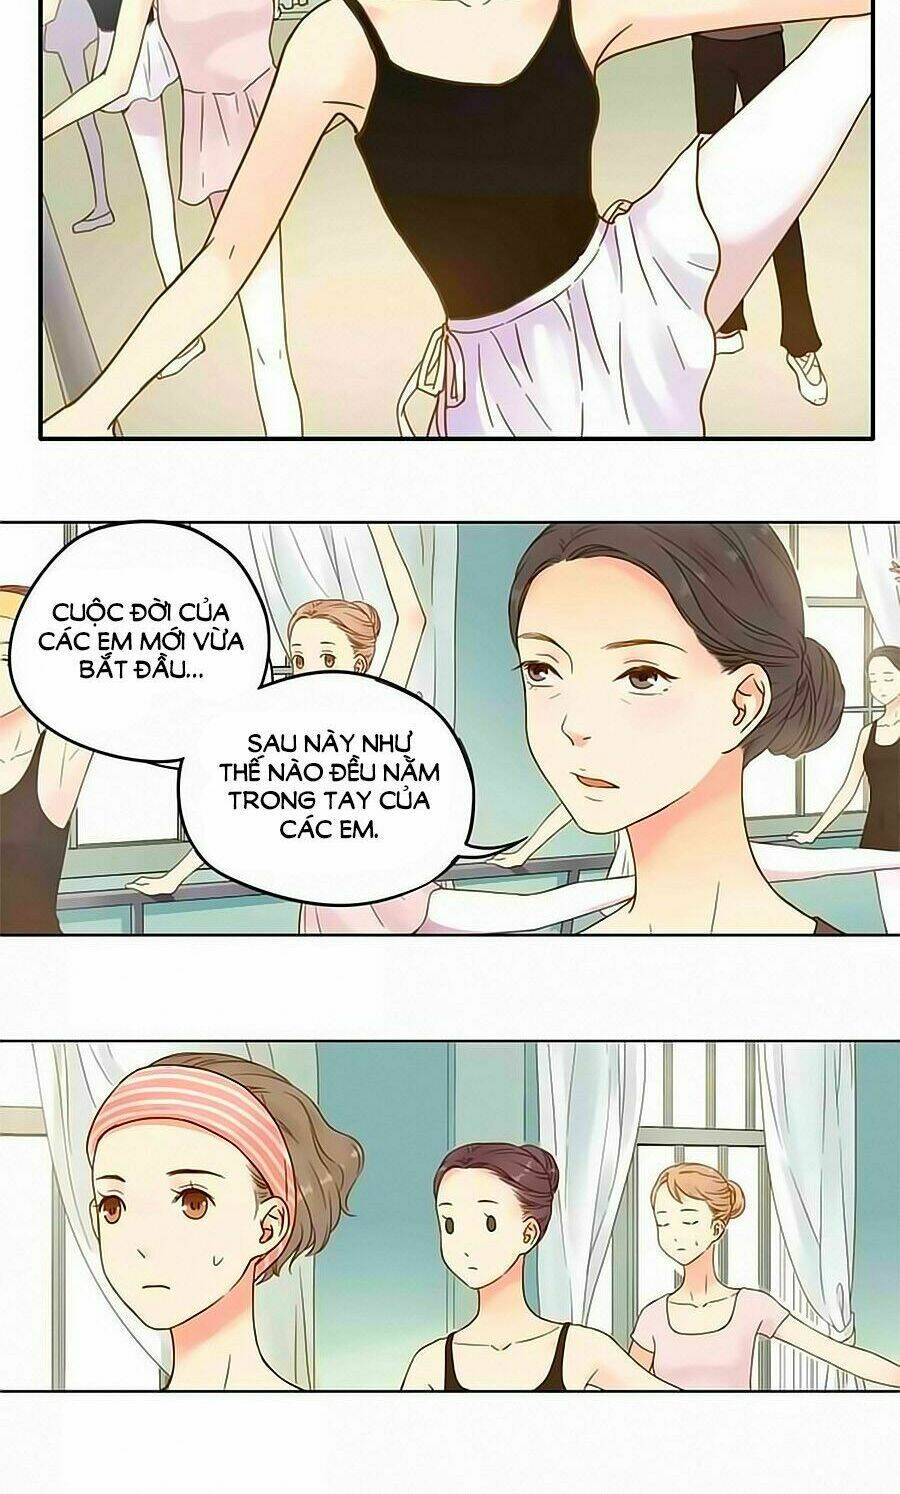 CUỘC ĐỜI CỦA
CÁC EM MỚI VỪA
BẮT ĐẦU...
SAU NÀY NHƯ
THẾ NÀO ĐỀU NẰM
TRONG TAY CỦA
CÁC EM.